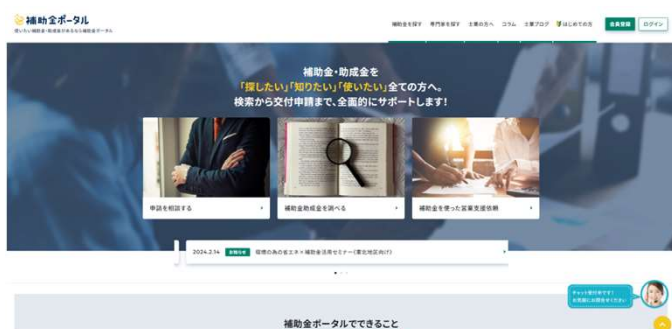 補助金ポータル
使いたい補助金・助成金があるなら補助金ポータル
補助金を探す 専門家を探す 士業の方へ コラム 士業ブログ はじめての方 会員登録 ログイン
補助金・助成金を
「探したい」「知りたい」「使いたい」全ての方へ。
検索から交付申請まで、全面的にサポートします!
申請を相談する
補助金助成金を調べる
補助金を使った営業支援依頼
2024.2.14 お知らせ 積徳の為の省エネ×補助金活用セミナー(東北地区向け)
チャット受付中です!
お気軽にお問合せください
補助金ポータルでできること